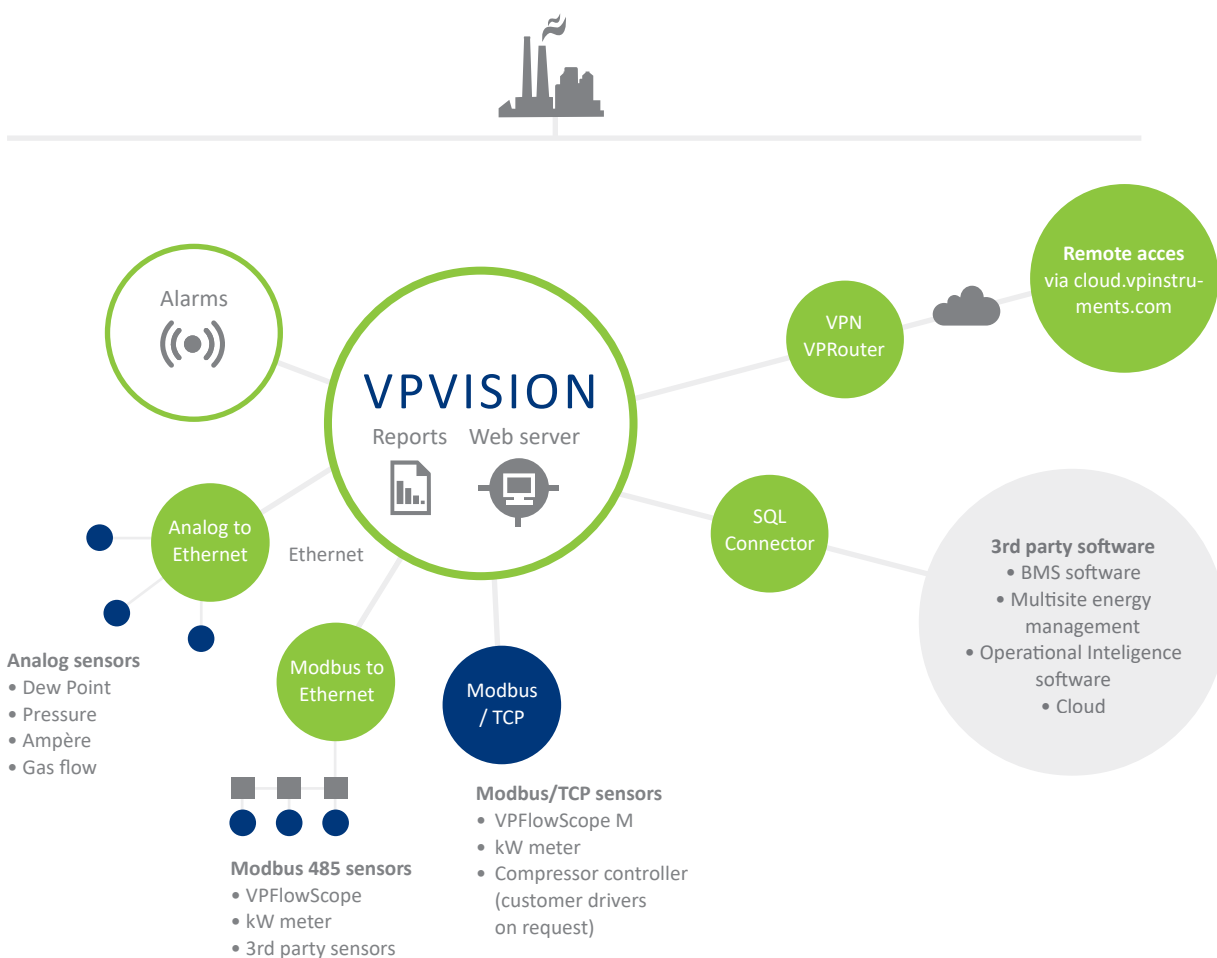 Alarms
VPVISION
Reports
Web server
VPN
VPRouter
Remote acces
via cloud.vpinstru-
ments.com
Analog to
Ethernet
Ethernet
SQL
Connector
3rd party software
• BMS software
• Multisite energy
management
• Operational Inteligence
software
• Cloud
Analog sensors
• Dew Point
• Pressure
• Ampère
• Gas flow
Modbus to
Ethernet
Modbus
/ TCP
Modbus 485 sensors
• VPFlowScope
• kW meter
• 3rd party sensors
Modbus/TCP sensors
• VPFlowScope M
• kW meter
• Compressor controller
(customer drivers
on request)